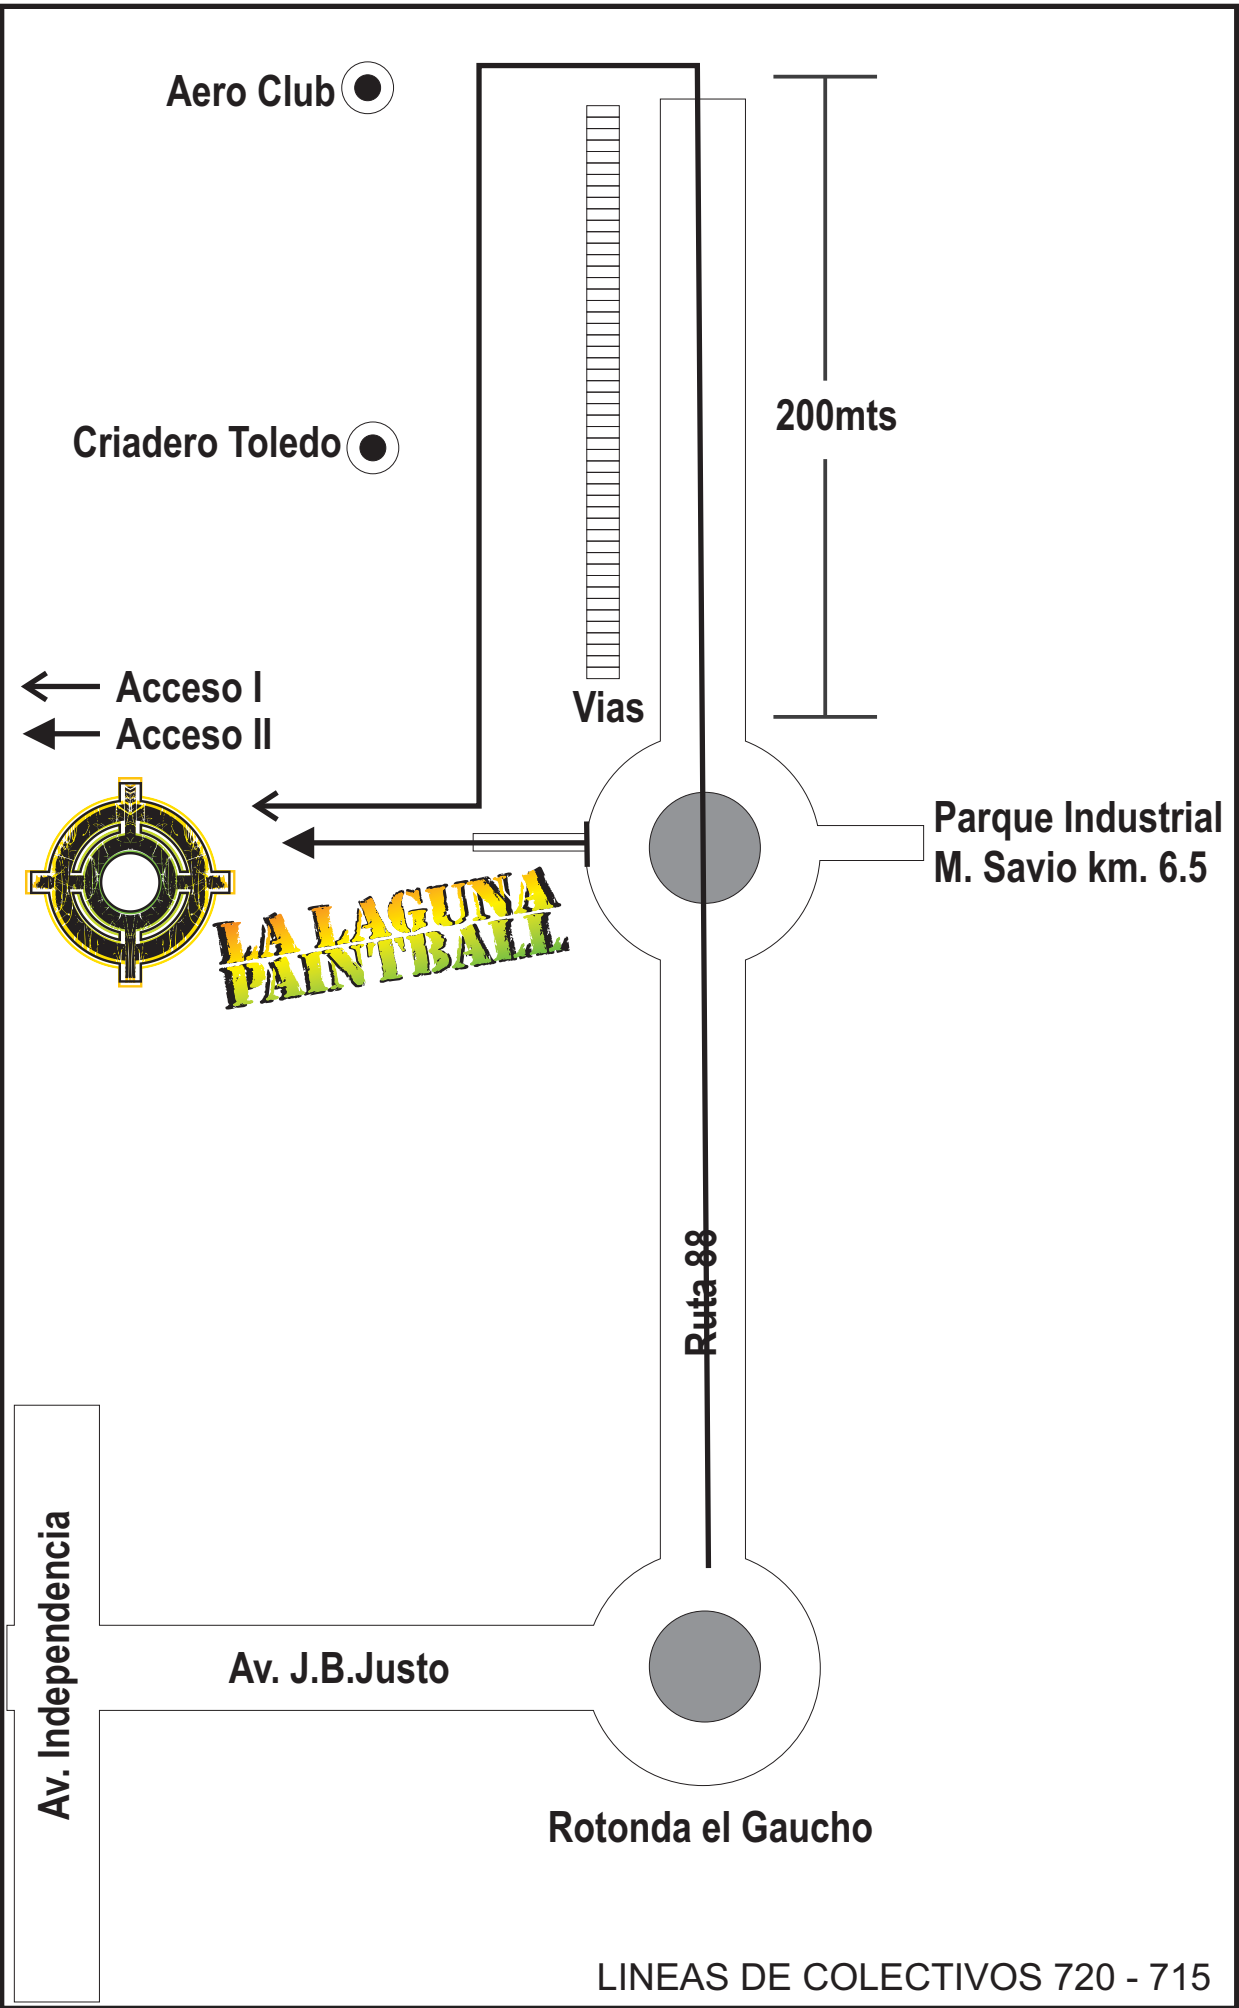 Aero Club
200mts
Criadero Toledo
Acceso I
Acceso II
Vias
Parque Industrial
M. Savio km. 6.5
LA LAGUNA
PAINTBALL
Ruta 88
Av. Independencia
Av. J.B.Justo
Rotonda el Gaucho
LINEAS DE COLECTIVOS 720 - 715